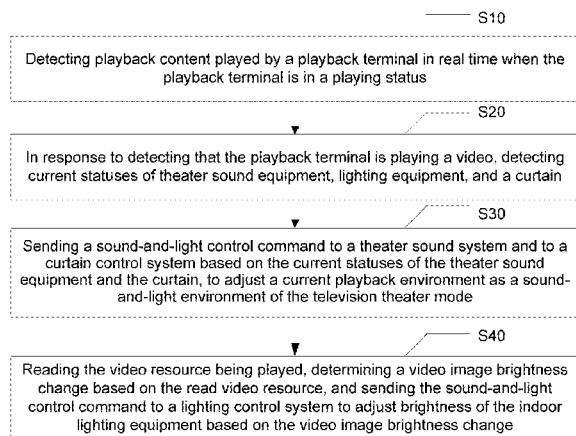 S10
Detecting playback content played by a playback terminal in real time when the
playback terminal is in a playing status
S20
In response to detecting that the playback terminal is playing a video, detecting
current statuses of theater sound equipment, lighting equipment, and a curtain
S30
Sending a sound-and-light control command to a theater sound system and to a
curtain control system based on the current statuses of the theater sound
equipment and the curtain, to adjust a current playback environment as a sound-
and-light environment of the television theater mode
S40
Reading the video resource being played, determining a video image brightness
change based on the read video resource, and sending the sound-and-light
control command to a lighting control system to adjust brightness of the indoor
lighting equipment based on the video image brightness change